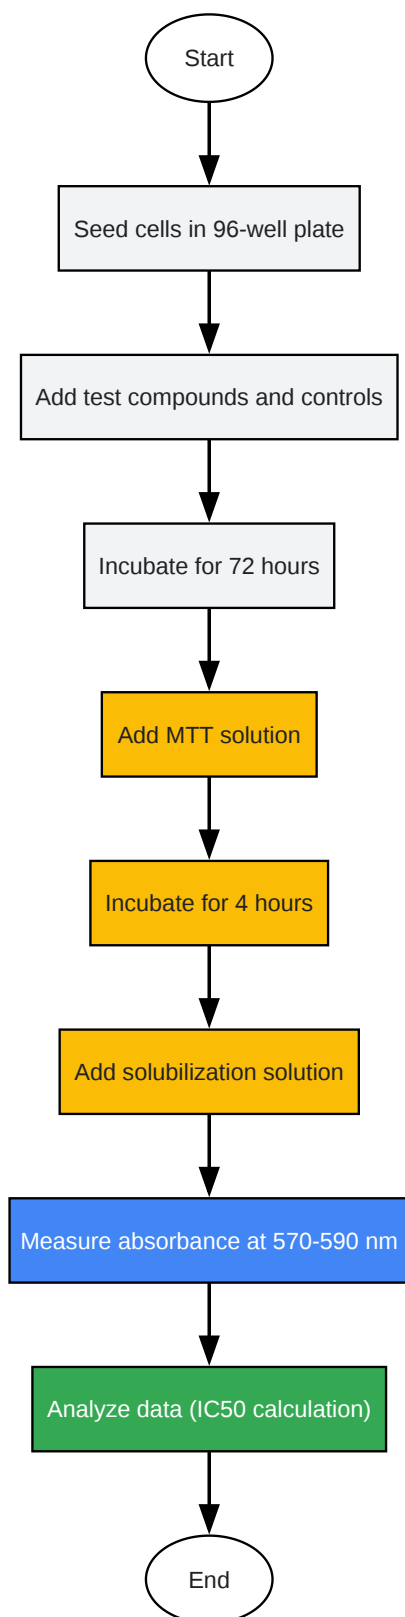 Start
Seed cells in 96-well plate
Add test compounds and controls
Incubate for 72 hours
Add MTT solution
Incubate for 4 hours
Add solubilization solution
Measure absorbance at 570-590 nm
Analyze data (IC50 calculation)
End